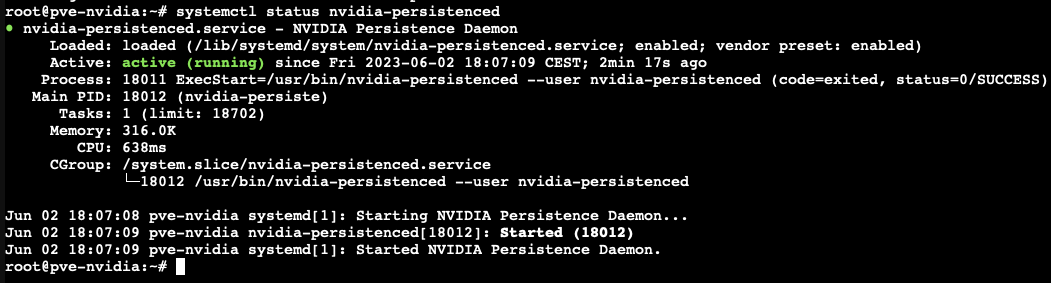 root@pve-nvidia:~# systemctl status nvidia-persistenced
● nvidia-persistenced.service - NVIDIA Persistence Daemon
     Loaded: loaded (/lib/systemd/system/nvidia-persistenced.service; enabled; vendor preset: enabled)
     Active: active (running) since Fri 2023-06-02 18:07:09 CEST; 2min 17s ago
    Process: 18011 ExecStart=/usr/bin/nvidia-persistenced --user nvidia-persistenced (code=exited, status=0/SUCCESS)
   Main PID: 18012 (nvidia-persiste)
      Tasks: 1 (limit: 18702)
     Memory: 316.0K
        CPU: 638ms
     CGroup: /system.slice/nvidia-persistenced.service
             └─18012 /usr/bin/nvidia-persistenced --user nvidia-persistenced

Jun 02 18:07:08 pve-nvidia systemd[1]: Starting NVIDIA Persistence Daemon...
Jun 02 18:07:09 pve-nvidia nvidia-persistenced[18012]: Started (18012)
Jun 02 18:07:09 pve-nvidia systemd[1]: Started NVIDIA Persistence Daemon.
root@pve-nvidia:~#